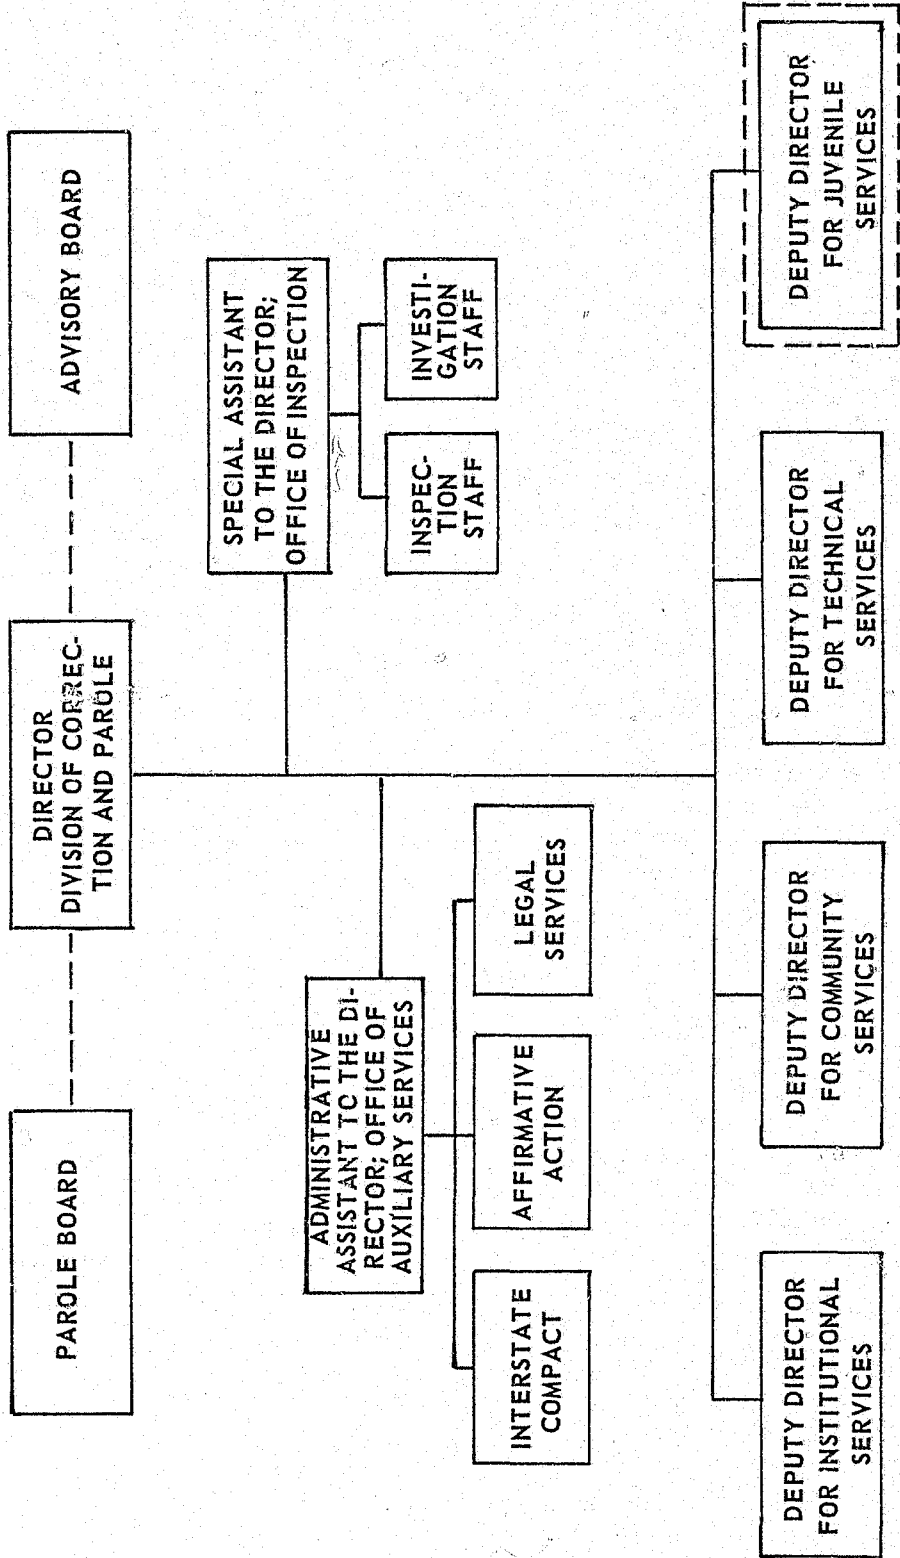 PAROLE BOARD
DIRECTOR
DIVISION OF CORREC-
TION AND PAROLE
ADVISORY BOARD
SPECIAL ASSISTANT
TO THE DIRECTOR;
OFFICE OF INSPECTION
ADMINISTRATIVE
ASSISTANT TO THE DI-
RECTOR; OFFICE OF
AUXILIARY SERVICES
INSPEC-
TION
STAFF
INVESTI-
GATION
STAFF
INTERSTATE
COMPACT
AFFIRMATIVE
ACTION
LEGAL
SERVICES
DEPUTY DIRECTOR
FOR INSTITUTIONAL
SERVICES
DEPUTY DIRECTOR
FOR COMMUNITY
SERVICES
DEPUTY DIRECTOR
FOR TECHNICAL
SERVICES
DEPUTY DIRECTOR
FOR JUVENILE
SERVICES